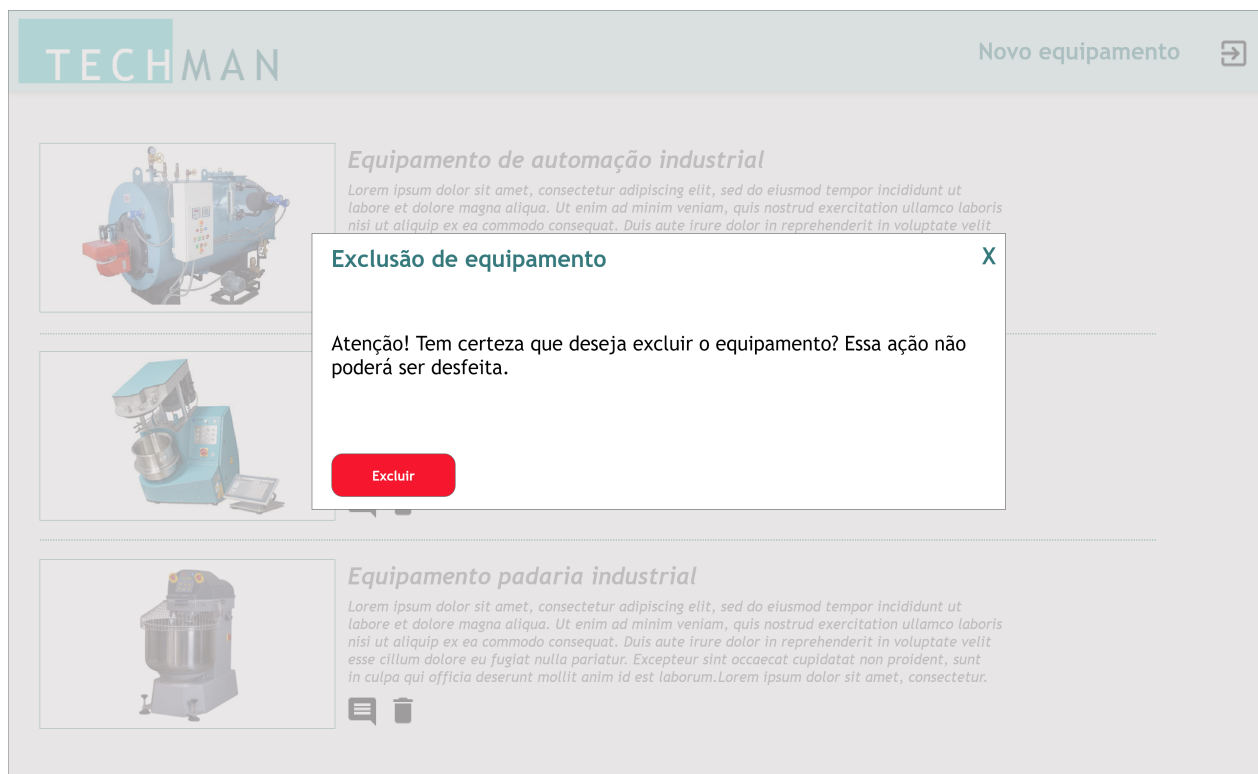 TECHMAN
Novo equipamento
Equipamento de automação industrial
Lorem ipsum dolor sit amet, consectetur adipiscing elit, sed do eiusmod tempor incididunt ut
labore et dolore magna aliqua. Ut enim ad minim veniam, quis nostrud exercitation ullamco laboris
nisi ut aliquip ex ea commodo consequat. Duis aute irure dolor in reprehenderit in voluptate velit
Exclusão de equipamento
X
Atenção! Tem certeza que deseja excluir o equipamento? Essa ação não
poderá ser desfeita.
Excluir
Equipamento padaria industrial
Lorem ipsum dolor sit amet, consectetur adipiscing elit, sed do eiusmod tempor incididunt ut
labore et dolore magna aliqua. Ut enim ad minim veniam, quis nostrud exercitation ullamco laboris
nisi ut aliquip ex ea commodo consequat. Duis aute irure dolor in reprehenderit in voluptate velit
esse cillum dolore eu fugiat nulla pariatur. Excepteur sint occaecat cupidatat non proident, sunt
in culpa qui officia deserunt mollit anim id est laborum.Lorem ipsum dolor sit amet, consectetur.